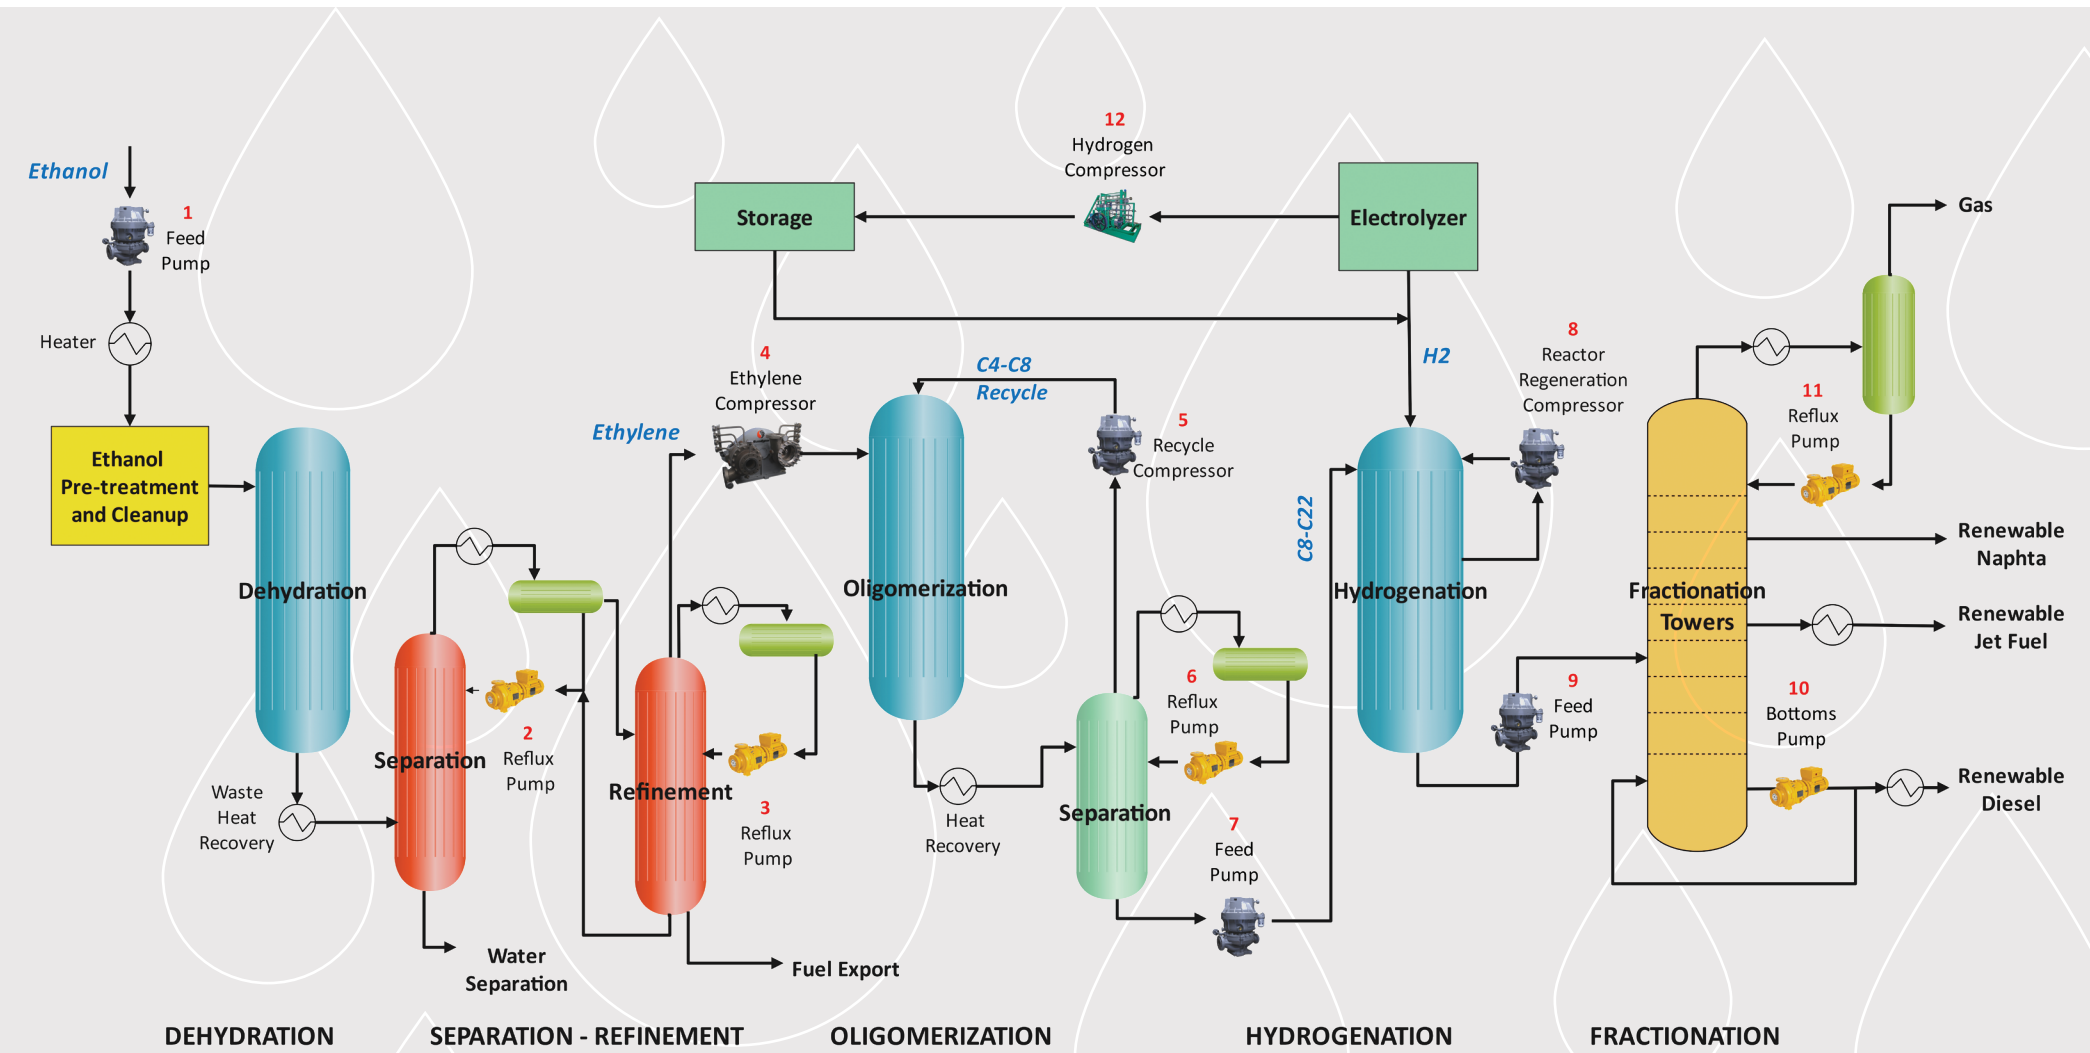 12
Hydrogen
Compressor
Ethanol
1
Feed
Pump
Storage
Electrolyzer
Gas
Heater
4
Ethylene
Compressor
C4-C8
Recycle
H2
8
Reactor
Regeneration
Compressor
11
Reflux
Pump
Ethylene
5
Recycle
Compressor
Ethanol
Pre-treatment
and Cleanup
C8-C22
Renewable
Naphta
Dehydration
Oligomerization
Hydrogenation
Fractionation
Towers
Renewable
Jet Fuel
Separation
2
Reflux
Pump
Refinement
3
Reflux
Pump
6
Reflux
Pump
9
Feed
Pump
10
Bottoms
Pump
Renewable
Diesel
Waste
Heat
Recovery
Heat
Recovery
Separation
7
Feed
Pump
Water
Separation
Fuel Export
DEHYDRATION
SEPARATION - REFINEMENT
OLIGOMERIZATION
HYDROGENATION
FRACTIONATION